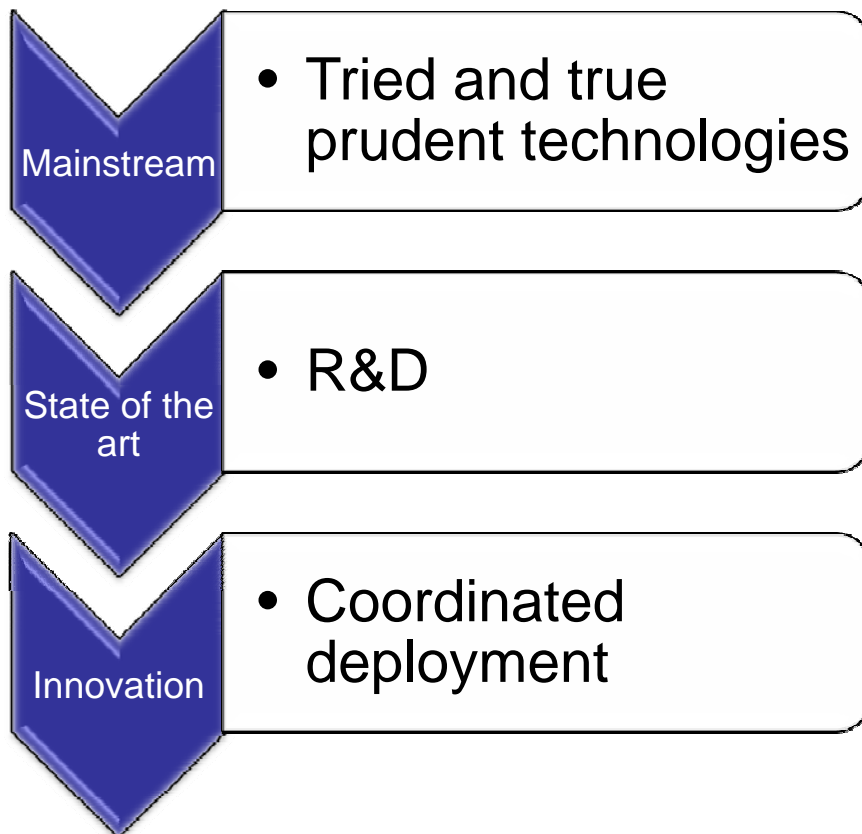 Mainstream
• Tried and true
prudent technologies
State of the
art
• R&D
Innovation
• Coordinated
deployment